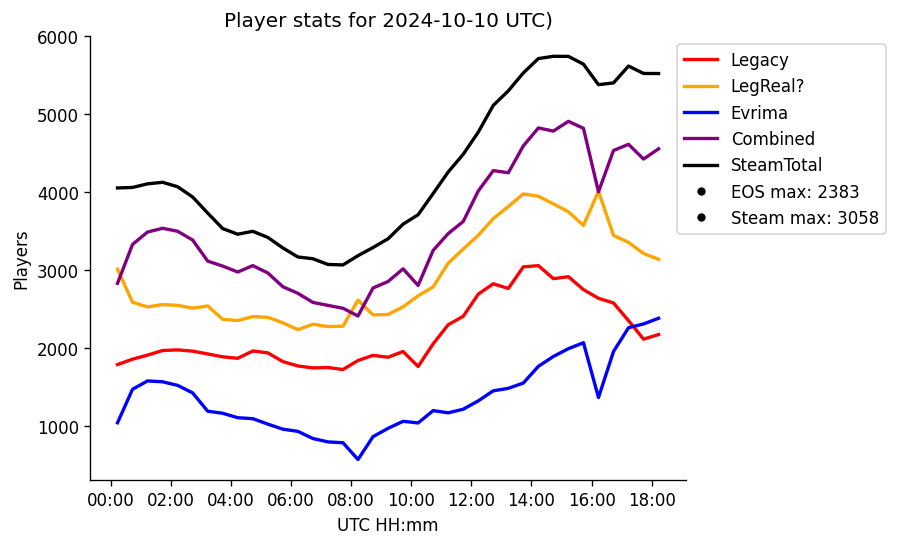 Player stats for 2024-10-10 UTC)
6000
5000
4000
3000
2000
1000
Players
00:00 02:00 04:00 06:00 08:00 10:00 12:00 14:00 16:00 18:00
UTC HH:mm
Legacy
LegReal?
Evrima
Combined
SteamTotal
EOS max: 2383
Steam max: 3058